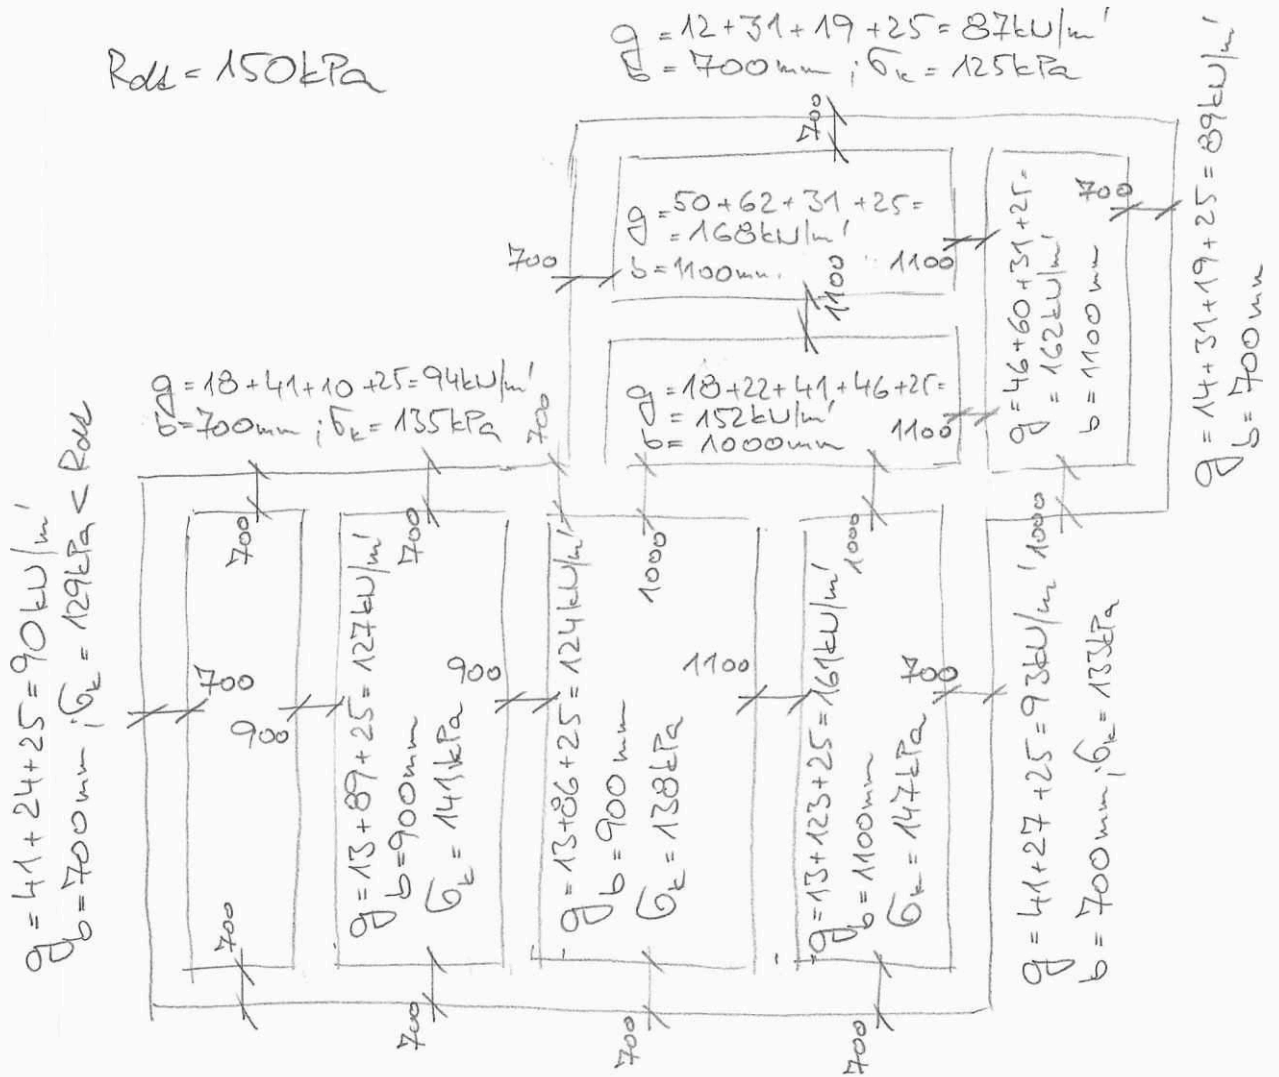 Rdd = 150kPa
g = 12+31+19+25 = 87kN/m'
b = 700mm ; σk = 125kPa
700
g = 14+31+19+25 = 89kN/m'
b = 700mm
g = 50+62+31+25 =
= 168kN/m'
b = 1100mm
700
1100
1100
700
g = 46+60+31+25 =
= 162kN/m'
b = 1100mm
g = 18+41+10+25 = 94kN/m'
b = 700mm ; σk = 135kPa
700
g = 18+22+41+46+25 =
= 152kN/m'
b = 1000mm
1100
g = 41+24+25 = 90kN/m'
b = 700mm ; σk = 129kPa < Rdd
700
700
1000
1000
1000
700
900
g = 13+89+25 = 127kN/m'
b = 900mm
σk = 141kPa
900
g = 13+86+25 = 124kN/m'
b = 900mm
σk = 138kPa
1100
g = 13+123+25 = 161kN/m'
b = 1100mm
σk = 147kPa
700
g = 41+27+25 = 93kN/m'
b = 700mm ; σk = 133kPa
700
700
700
700